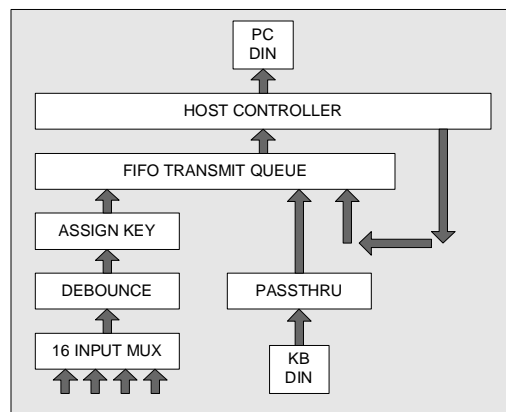 PC
DIN
HOST CONTROLLER
FIFO TRANSMIT QUEUE
ASSIGN KEY
DEBOUNCE
PASSTHRU
16 INPUT MUX
KB
DIN